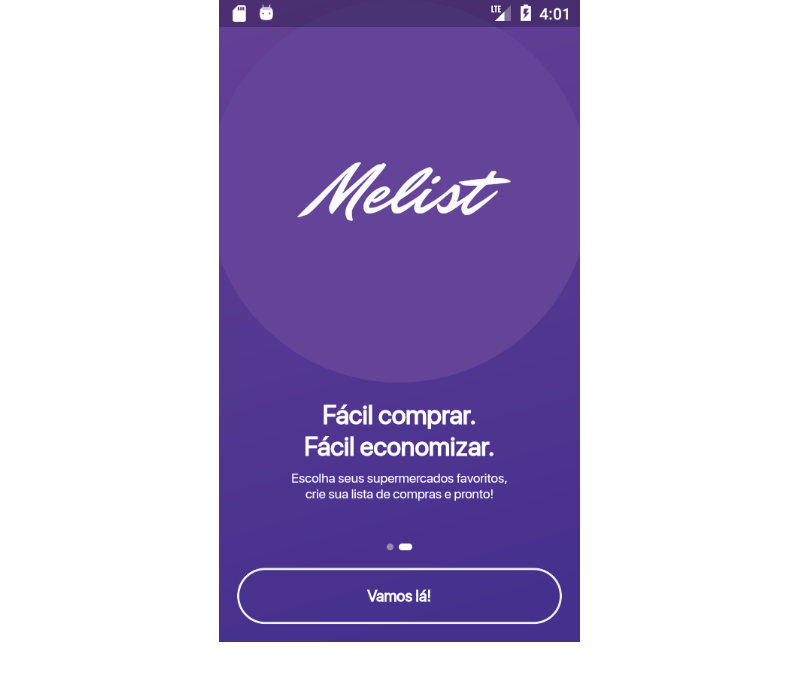 LTE 4:01
Melist
Fácil comprar.
Fácil economizar.
Escolha seus supermercados favoritos,
crie sua lista de compras e pronto!
Vamos lá!